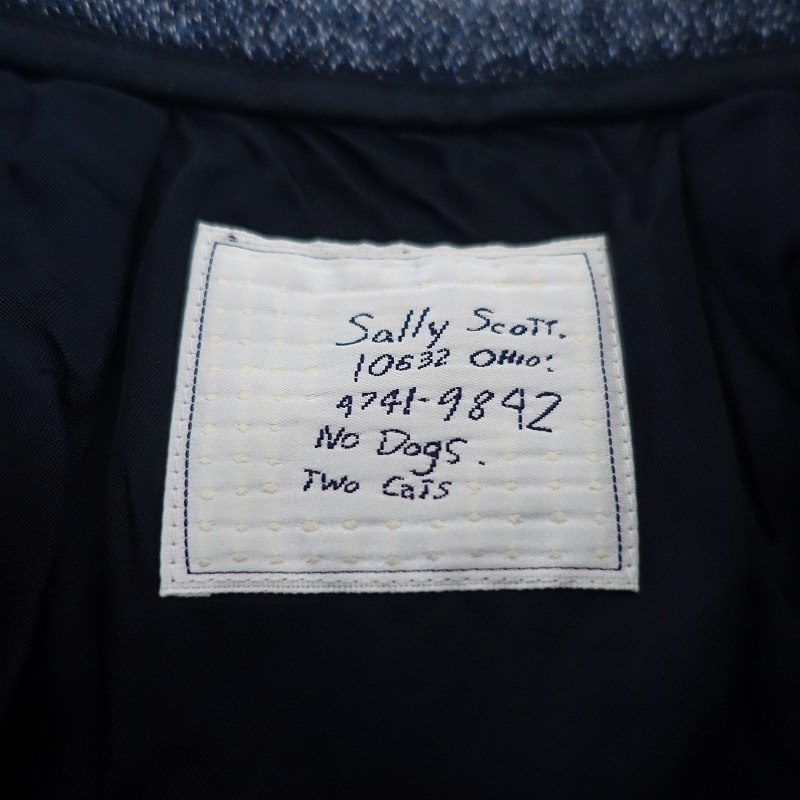 Sally Scott.
10632 OHIO:
4741-9842
No Dogs.
Two Cats